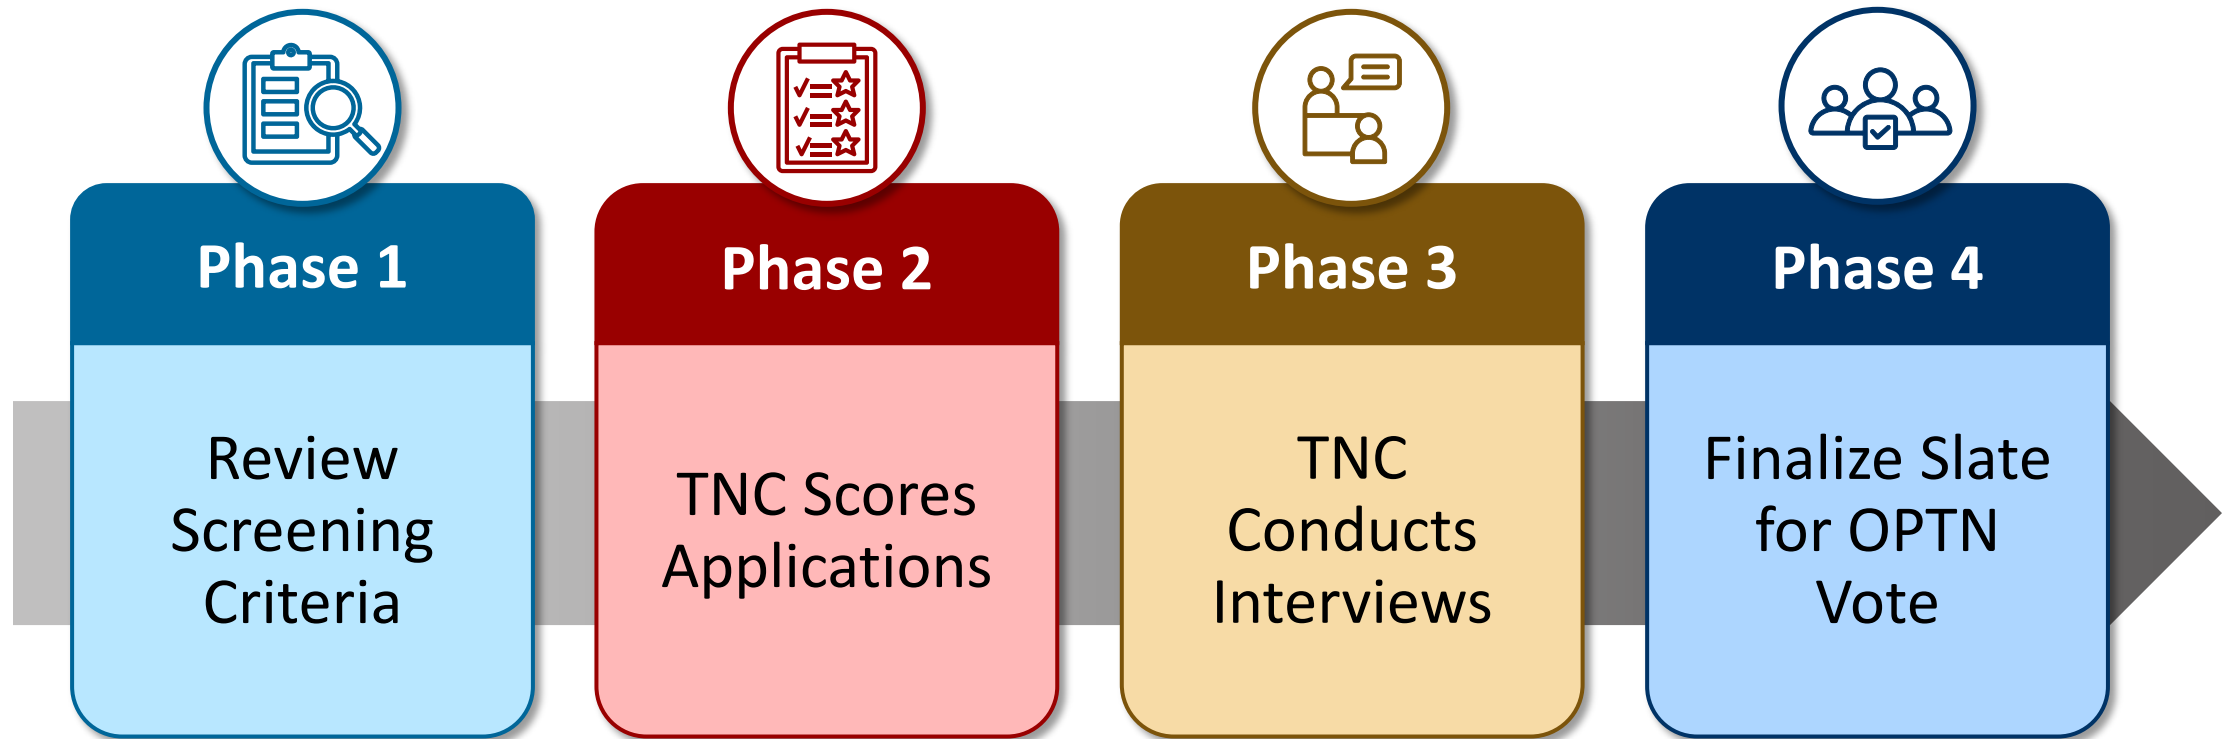 Phase 1
Review
Screening
Criteria
Phase 2
TNC Scores
Applications
Phase 3
TNC
Conducts
Interviews
Phase 4
Finalize Slate
for OPTN
Vote